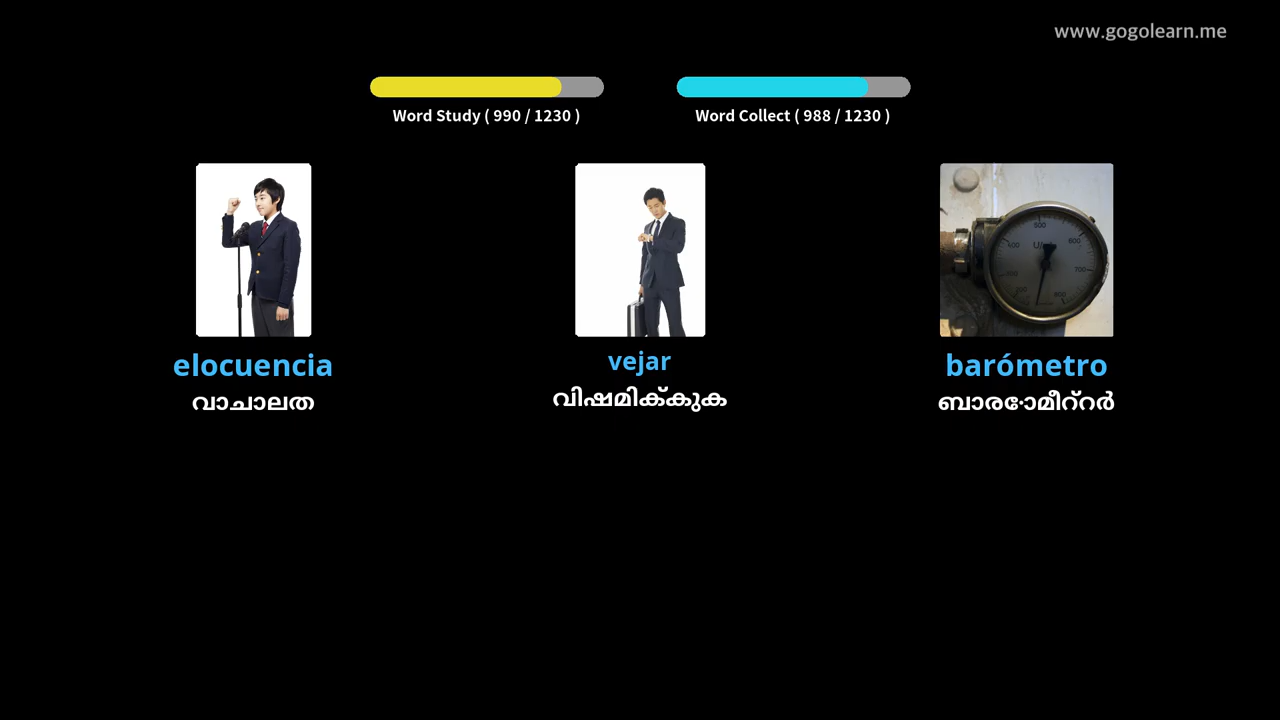 www.gogolearn.me
Word Study ( 990 / 1230 )
Word Collect ( 988 / 1230 )
elocuencia
vejar
barómetro
വാചാലത
വിഷമിക്കുക
ബാരോമീറ്റർ